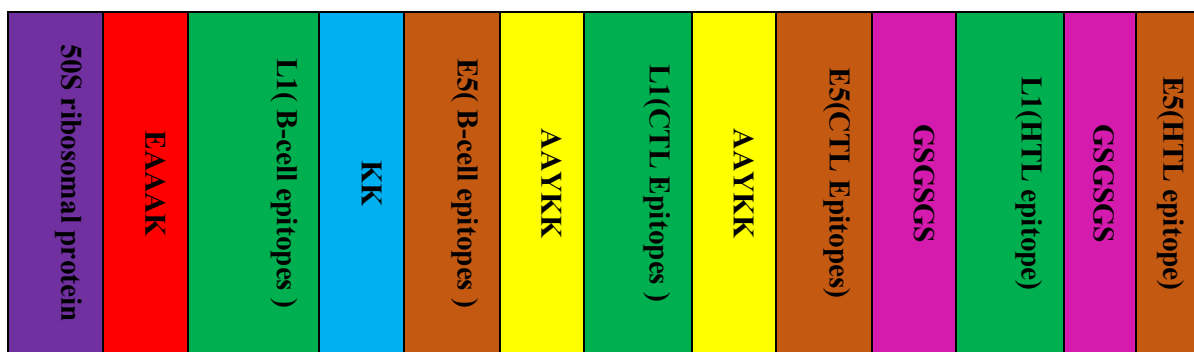 50S ribosomal protein
EAAAK
L1( B-cell epitopes )
KK
E5( B-cell epitopes )
AAYKK
L1(CTL Epitopes )
AAYKK
E5(CTL Epitopes)
GSGSGS
L1(HTL epitope)
GSGSGS
E5(HTL epitope)